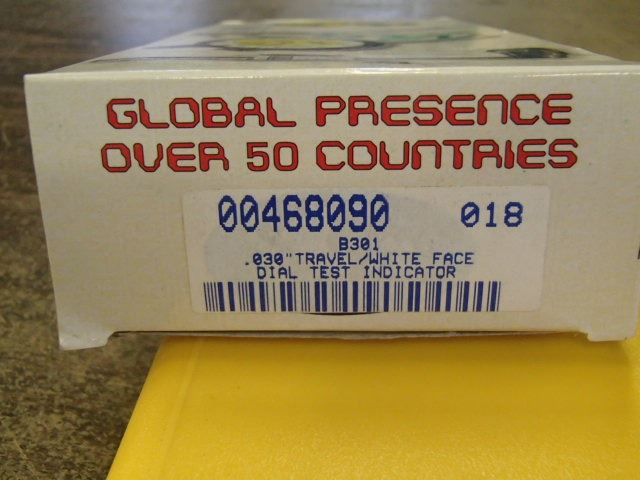 GLOBAL PRESENCE
OVER 50 COUNTRIES
00468090 018
B301
.030"TRAVEL/WHITE FACE
DIAL TEST INDICATOR